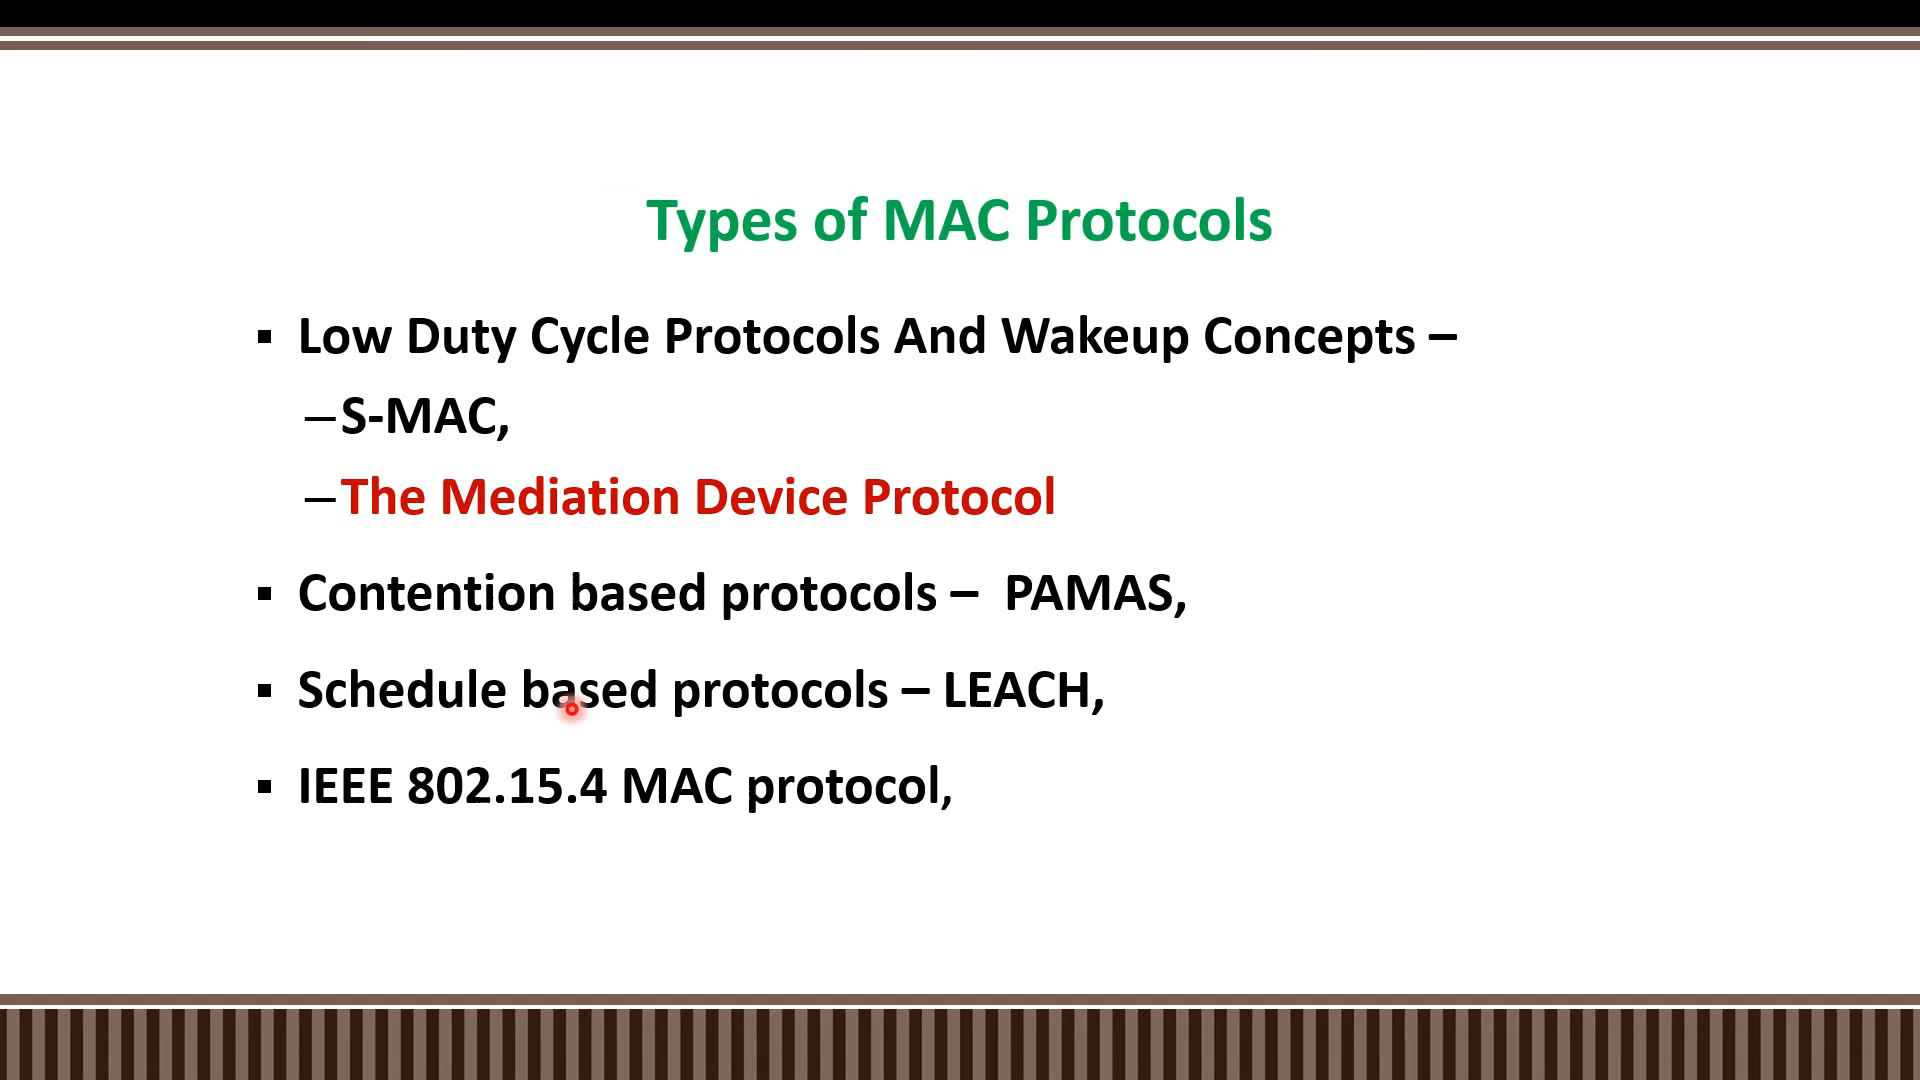 Types of MAC Protocols
▪ Low Duty Cycle Protocols And Wakeup Concepts –
–S-MAC,
–The Mediation Device Protocol
▪ Contention based protocols – PAMAS,
▪ Schedule based protocols – LEACH,
▪ IEEE 802.15.4 MAC protocol,